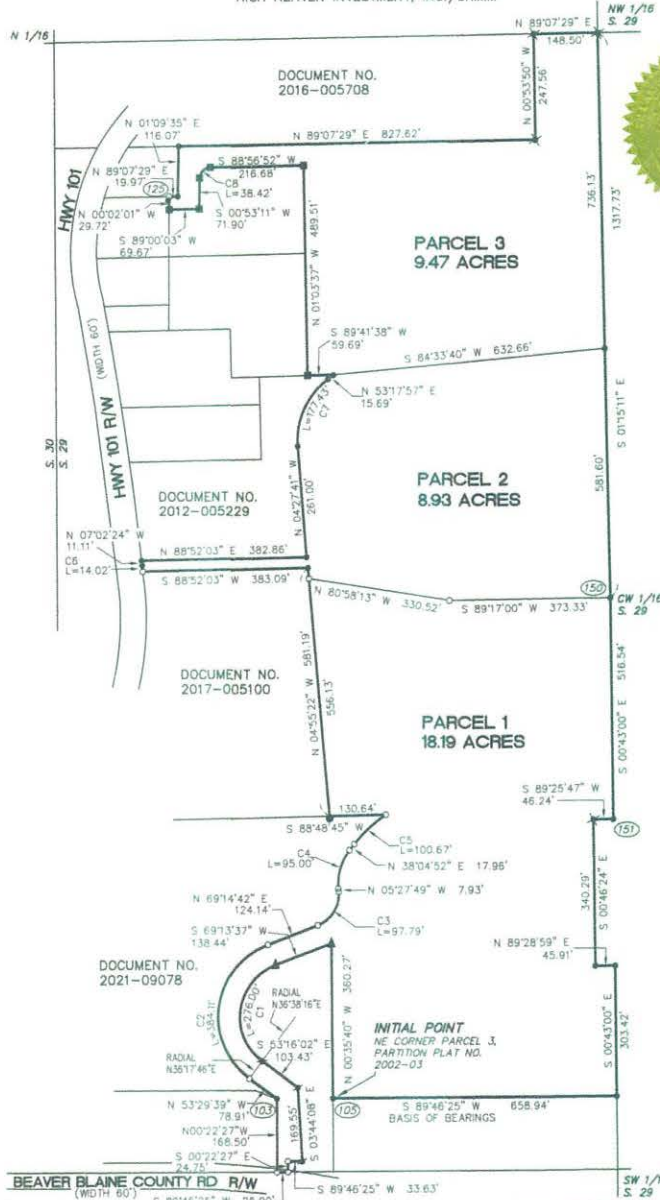 NW 1/16
S. 29
N 89°07'29" E
148.50'
N 1/16
DOCUMENT NO.
2016-005708
N 00°53'50" W
247.56'
N 01°09'35" E
116.07'
N 89°07'29" E 827.62'
HWY 101
N 89°07'29" E
19.97'
125
S 88°56'52" W
216.68'
C8
L=38.42'
N 00°02'01" W
29.72'
S 00°53'11" W
71.90'
S 89°00'03" W
69.67'
736.13'
1317.73'
N 01°03'37" W 489.51'
PARCEL 3
9.47 ACRES
S 89°41'38" W
59.69'
S 84°33'40" W 632.66'
N 53°17'57" E
15.69'
L=177.43'
C7
S 01°15'11" E
581.60'
S. 30
S. 29
HWY 101 R/W (WIDTH 60')
PARCEL 2
8.93 ACRES
N 04°27'41" W
261.00'
DOCUMENT NO.
2012-005229
N 07°02'24" W
11.11'
C6
L=14.02'
N 88°52'03" E 382.86'
S 88°52'03" W 383.09'
N 80°58'13" W 330.52'
S 89°17'00" W 373.33'
150
CW 1/16
S. 29
DOCUMENT NO.
2017-005100
N 04°55'22" W 581.19'
556.13'
S 00°43'00" E 516.54'
PARCEL 1
18.19 ACRES
S 89°25'47" W
46.24'
151
130.64'
S 88°48'45" W
C5
L=100.67'
C4
L=95.00'
N 38°04'52" E 17.96'
N 05°27'49" W 7.93'
340.29'
S 00°46'24" E
N 69°14'42" E
124.14'
C3
L=97.79'
S 69°13'37" W
138.44'
N 89°28'59" E
45.91'
DOCUMENT NO.
2021-09078
C2
L=384.11'
L=276.00'
C1
RADIAL
N36°38'16"E
N 00°35'40" W 360.27'
S 00°43'00" E
303.42'
S 53°16'02" E
103.43'
INITIAL POINT
NE CORNER PARCEL 3,
PARTITION PLAT NO.
2002-03
RADIAL
N36°17'46"E
N 53°29'39" W
78.91'
103
105
S 89°46'25" W 658.94'
BASIS OF BEARINGS
N00°22'27"W
168.50'
169.55'
S 03°44'08" E
S 00°22'27" E
24.75'
BEAVER BLAINE COUNTY RD R/W
(WIDTH 60')
S 89°46'25" W 33.63'
SW 1/16
S. 29